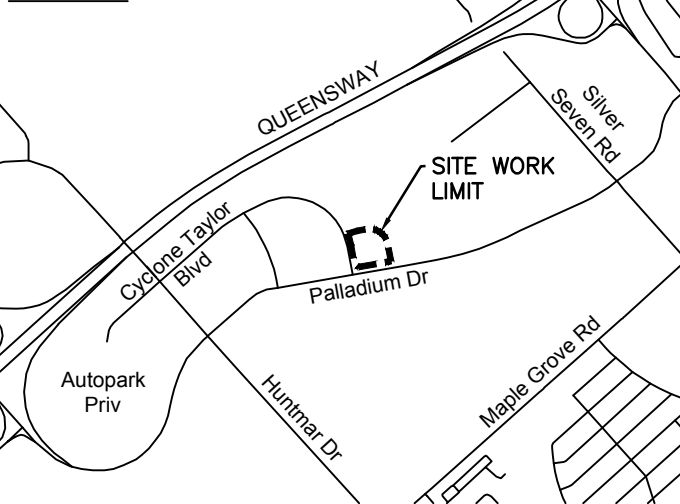 QUEENSWAY
Silver
Seven Rd
SITE WORK
LIMIT
Cyclone Taylor
Blvd
Palladium Dr
Autopark
Priv
Huntmar Dr
Maple Grove Rd